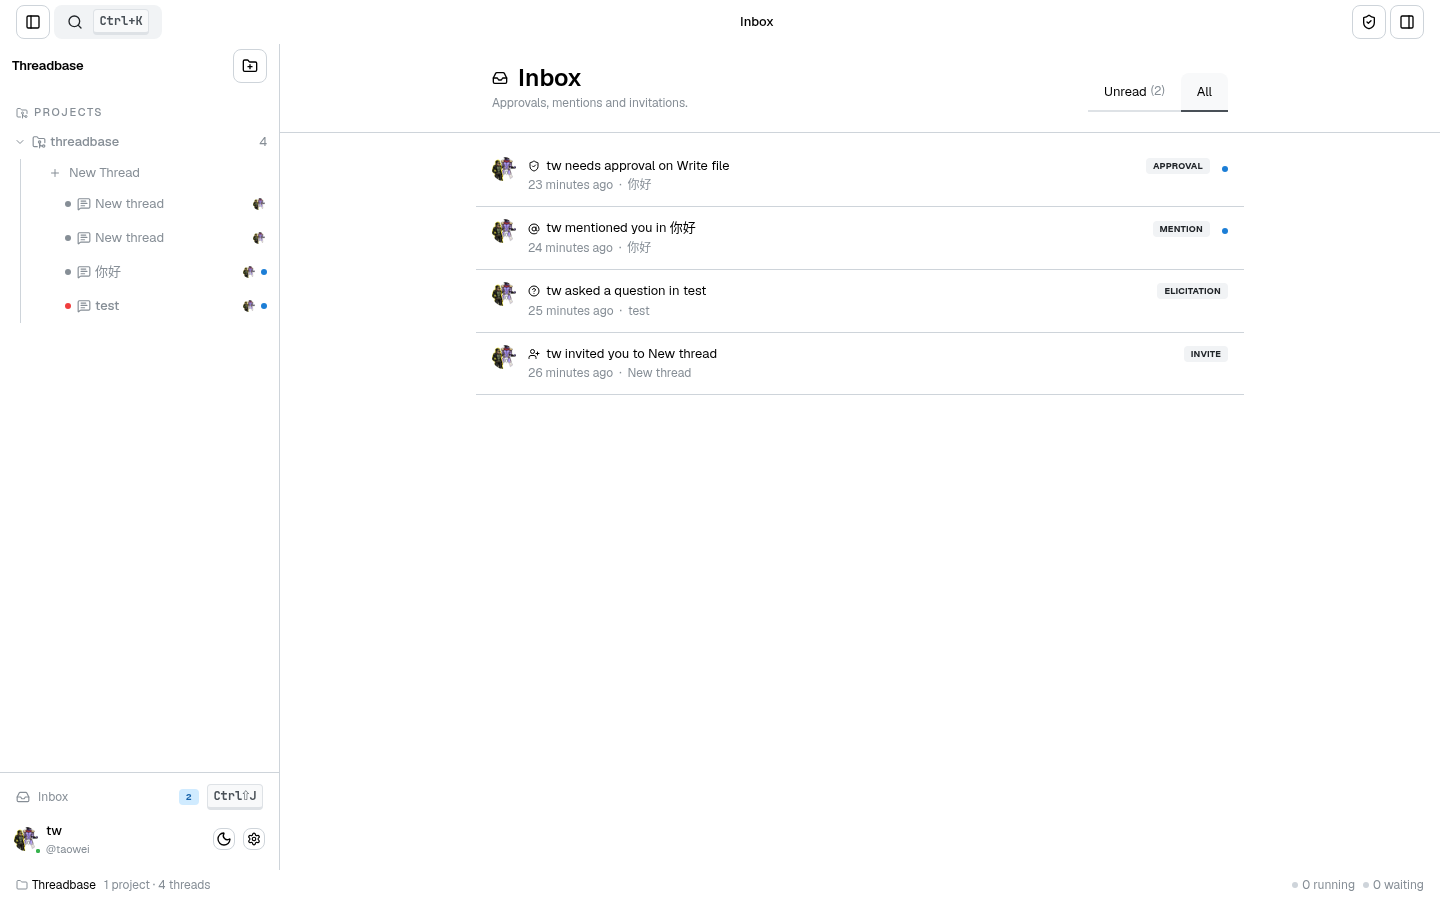 Ctrl+K
Inbox
Threadbase
PROJECTS
threadbase 4
New Thread
New thread
New thread
你好
test
Inbox 2 Ctrl⇧J
tw
@taowei
Inbox
Approvals, mentions and invitations.
Unread (2) All
tw needs approval on Write file APPROVAL
23 minutes ago · 你好
tw mentioned you in 你好 MENTION
24 minutes ago · 你好
tw asked a question in test ELICITATION
25 minutes ago · test
tw invited you to New thread INVITE
26 minutes ago · New thread
Threadbase 1 project · 4 threads
0 running 0 waiting